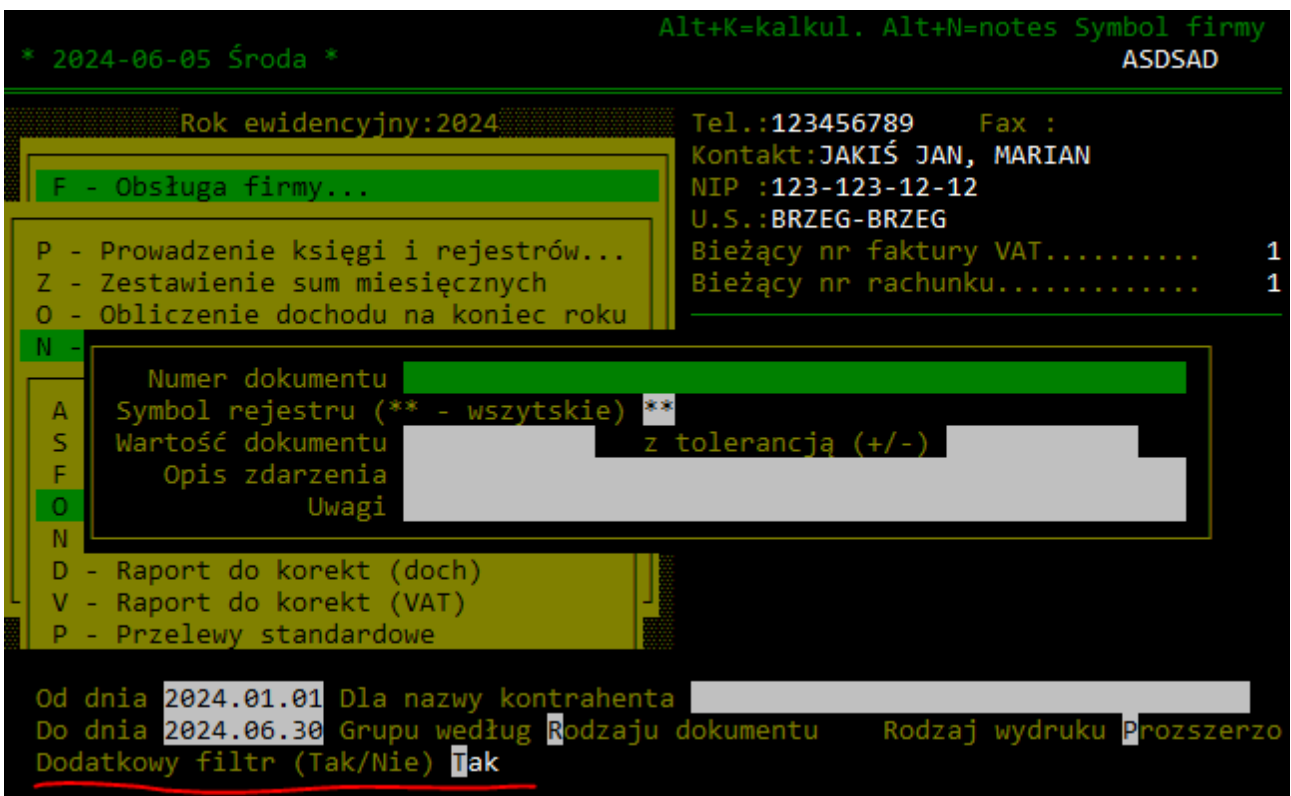 Alt+K=kalkul. Alt+N=notes Symbol firmy
* 2024-06-05 Środa * ASDSAD
Rok ewidencyjny:2024
F - Obsługa firmy...
P - Prowadzenie księgi i rejestrów...
Z - Zestawienie sum miesięcznych
O - Obliczenie dochodu na koniec roku
N -
Tel.:123456789 Fax :
Kontakt:JAKIŚ JAN, MARIAN
NIP :123-123-12-12
U.S.:BRZEG-BRZEG
Bieżący nr faktury VAT.......... 1
Bieżący nr rachunku............. 1
Numer dokumentu
Symbol rejestru (** - wszytskie) **
Wartość dokumentu z tolerancją (+/-)
Opis zdarzenia
Uwagi
A
S
F
O
N
D - Raport do korekt (doch)
V - Raport do korekt (VAT)
P - Przelewy standardowe
Od dnia 2024.01.01 Dla nazwy kontrahenta
Do dnia 2024.06.30 Grupu według Rodzaju dokumentu Rodzaj wydruku Prozszerzo
Dodatkowy filtr (Tak/Nie) Tak